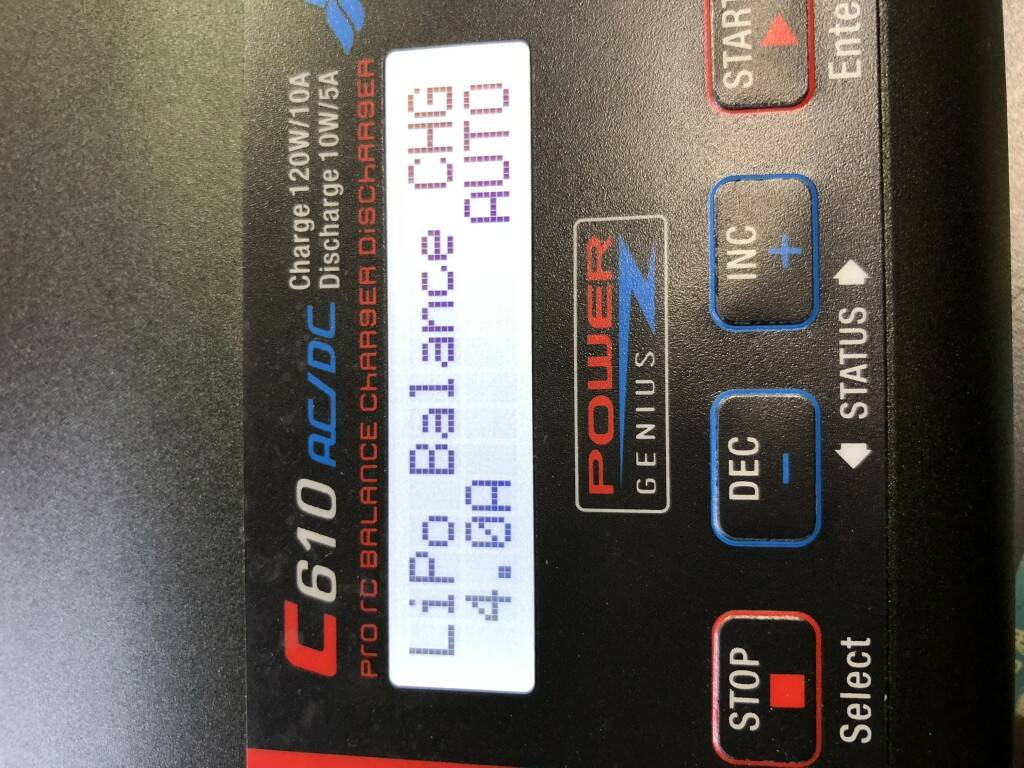 C610 AC/DC
Charge 120W/10A
Discharge 10W/5A
PrO rC BALANCE ChARGER DiSChARGER
LiPo Balance CHG
4.0A AUTO
POWER
GENIUS
STOP
DEC
-
INC
+
START
Select
STATUS
Enter